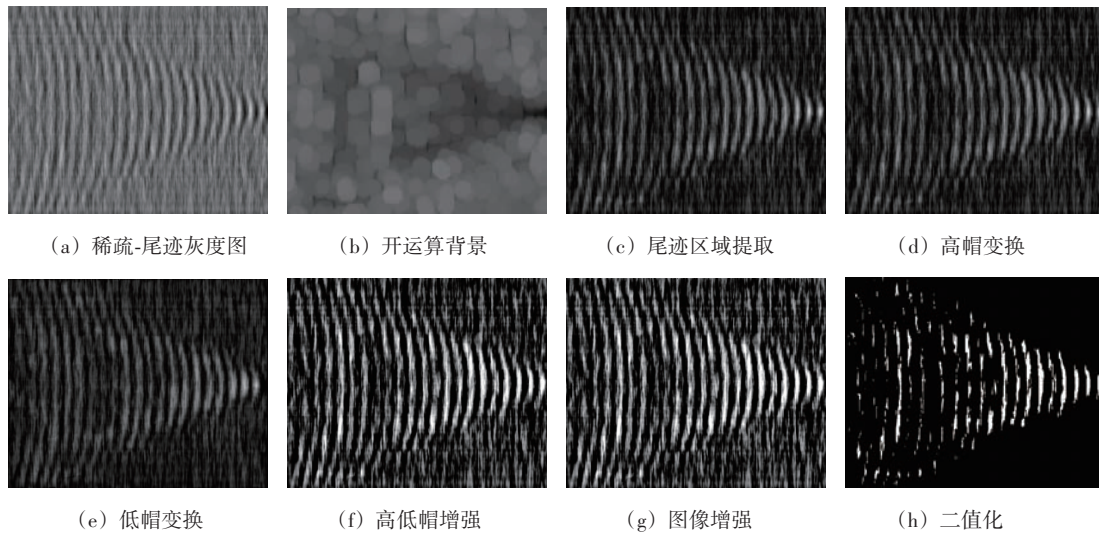 （a）稀疏-尾迹灰度图
（b）开运算背景
（c）尾迹区域提取
（d）高帽变换
（e）低帽变换
（f）高低帽增强
（g）图像增强
（h）二值化